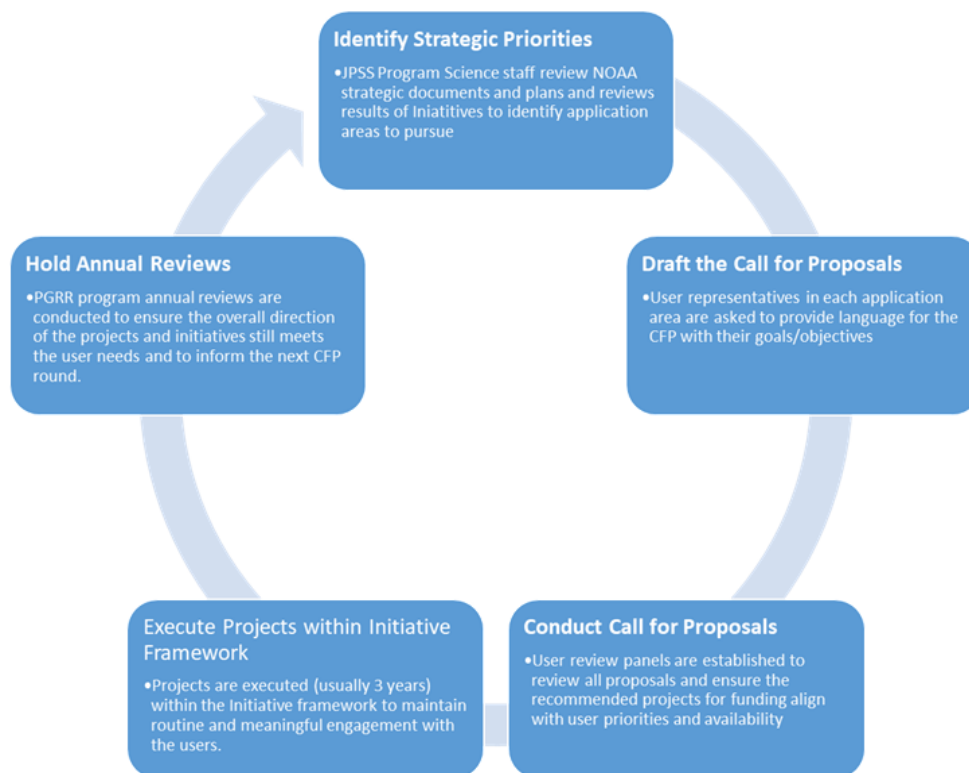 Identify Strategic Priorities
•JPSS Program Science staff review NOAA
strategic documents and plans and reviews
results of Iniatitives to identify application
areas to pursue
Draft the Call for Proposals
•User representatives in each application
area are asked to provide language for the
CFP with their goals/objectives
Conduct Call for Proposals
•User review panels are established to
review all proposals and ensure the
recommended projects for funding align
with user priorities and availability
Execute Projects within Initiative
Framework
•Projects are executed (usually 3 years)
within the Initiative framework to maintain
routine and meaningful engagement with
the users.
Hold Annual Reviews
•PGRR program annual reviews are
conducted to ensure the overall direction
of the projects and initiatives still meets
the user needs and to inform the next CFP
round.